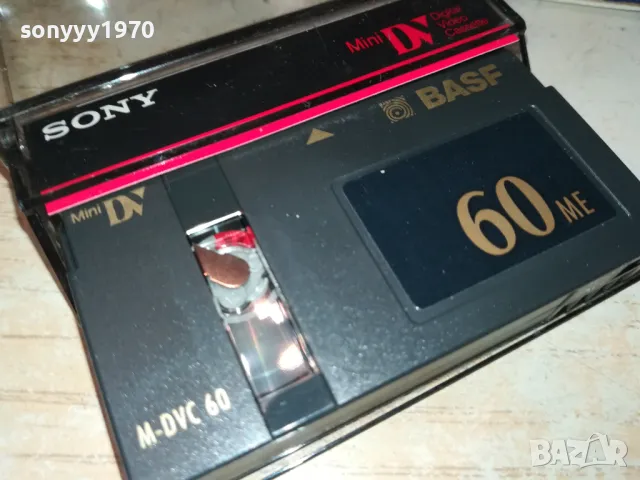 sonyyy1970
SONY
Mini DV Digital
Video
Cassette
BASF
Mini DV
60 ME
M-DVC 60
BAZAR